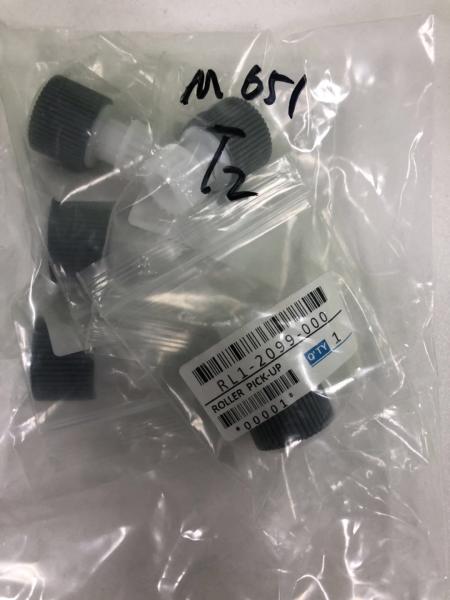 M651
T2
RL1-2099-000
ROLLER PICK-UP
Q'TY 1
*00001*